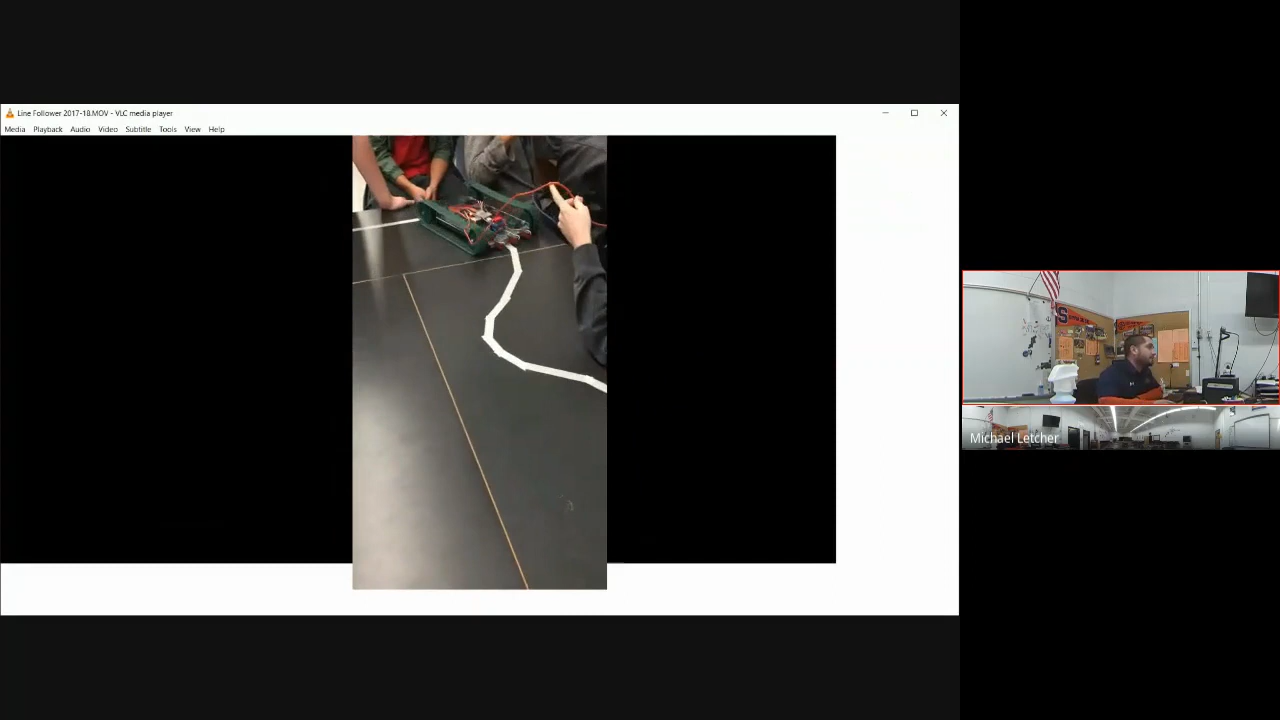 Line Follower 2017-18.MOV - VLC media player
Media Playback Audio Video Subtitle Tools View Help
S
Michael Letcher